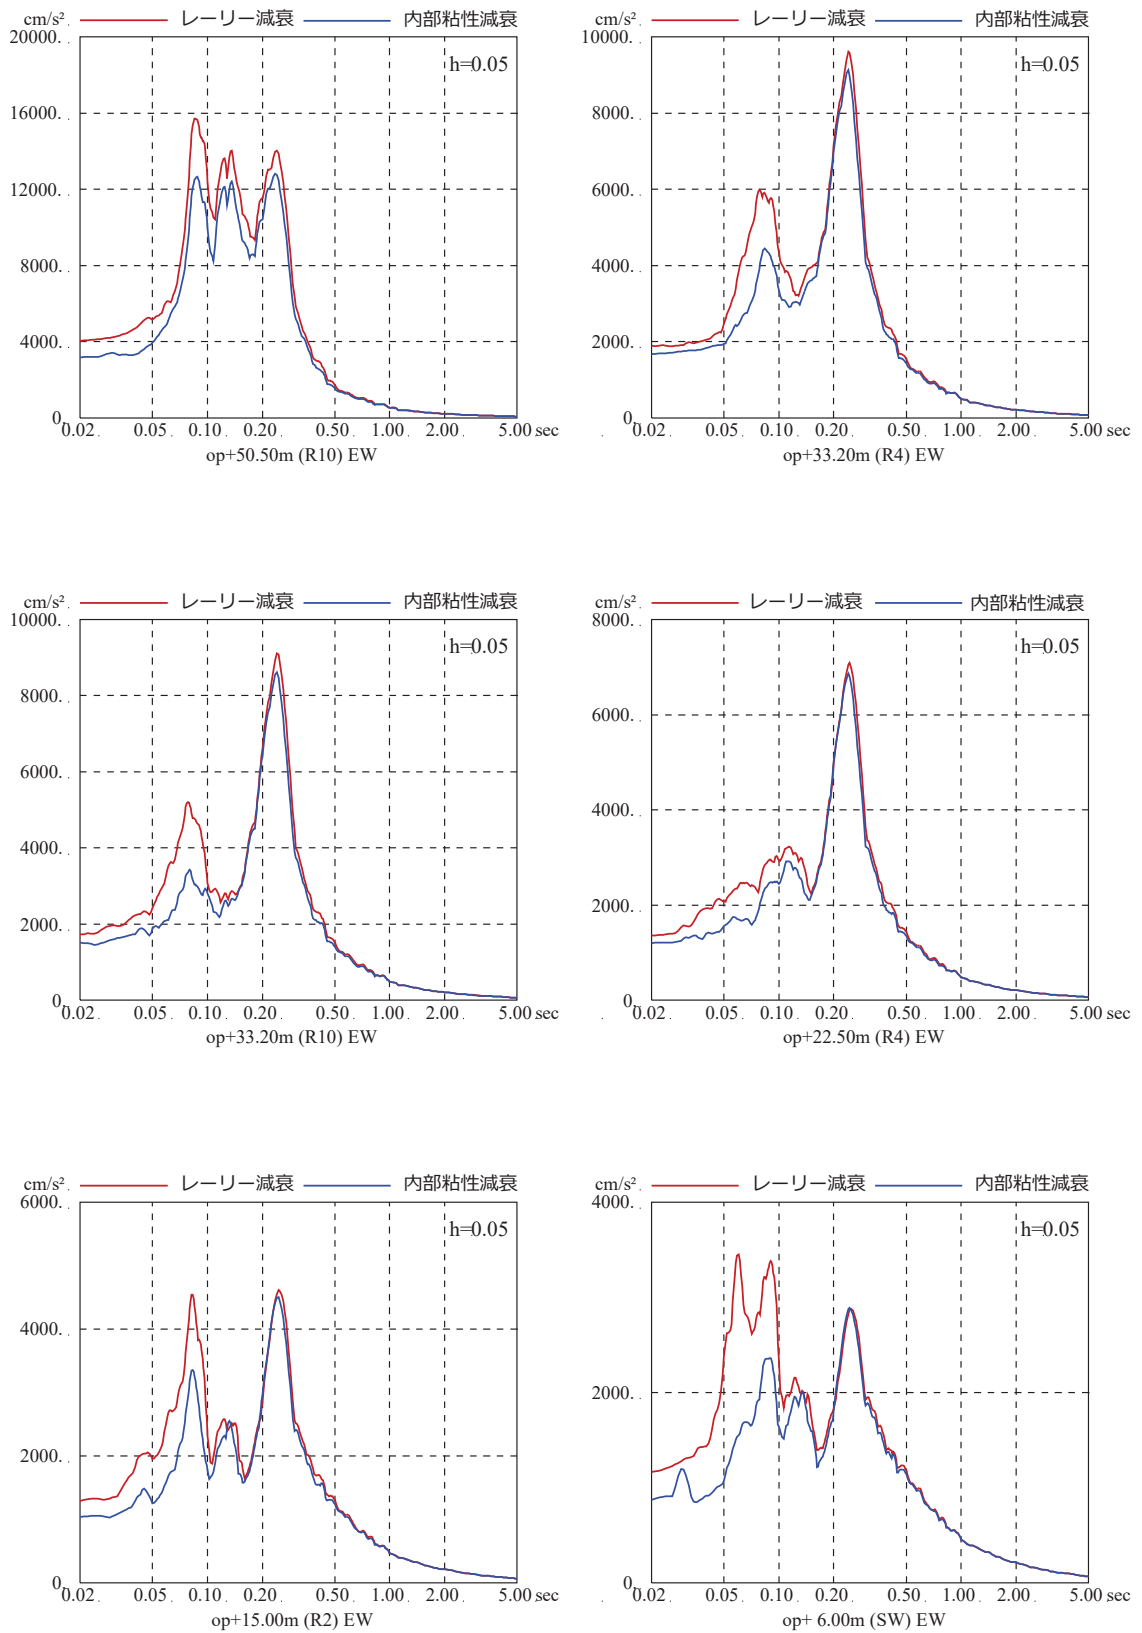 cm/s² レーリー減衰 内部粘性減衰
20000.
h=0.05
16000.
12000.
8000.
4000.
0.
0.02 0.05 0.10 0.20 0.50 1.00 2.00 5.00 sec
op+50.50m (R10) EW
cm/s² レーリー減衰 内部粘性減衰
10000.
h=0.05
8000.
6000.
4000.
2000.
0.
0.02 0.05 0.10 0.20 0.50 1.00 2.00 5.00 sec
op+33.20m (R4) EW
cm/s² レーリー減衰 内部粘性減衰
10000.
h=0.05
8000.
6000.
4000.
2000.
0.
0.02 0.05 0.10 0.20 0.50 1.00 2.00 5.00 sec
op+33.20m (R10) EW
cm/s² レーリー減衰 内部粘性減衰
8000.
h=0.05
6000.
4000.
2000.
0.
0.02 0.05 0.10 0.20 0.50 1.00 2.00 5.00 sec
op+22.50m (R4) EW
cm/s² レーリー減衰 内部粘性減衰
6000.
h=0.05
4000.
2000.
0.
0.02 0.05 0.10 0.20 0.50 1.00 2.00 5.00 sec
op+15.00m (R2) EW
cm/s² レーリー減衰 内部粘性減衰
4000.
h=0.05
2000.
0.
0.02 0.05 0.10 0.20 0.50 1.00 2.00 5.00 sec
op+ 6.00m (SW) EW